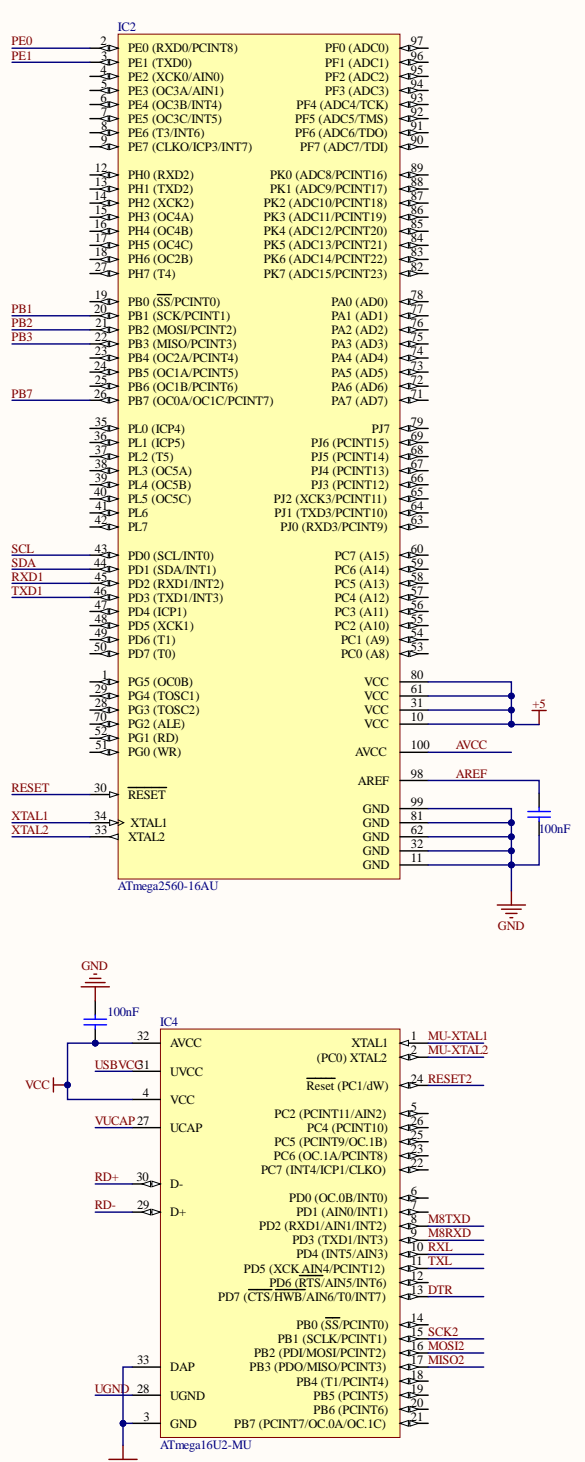 IC2
PE0 2 PE0 (RXD0/PCINT8) PF0 (ADC0) 97
PE1 3 PE1 (TXD0) PF1 (ADC1) 96
4 PE2 (XCK0/AIN0) PF2 (ADC2) 95
5 PE3 (OC3A/AIN1) PF3 (ADC3) 94
6 PE4 (OC3B/INT4) PF4 (ADC4/TCK) 93
7 PE5 (OC3C/INT5) PF5 (ADC5/TMS) 92
8 PE6 (T3/INT6) PF6 (ADC6/TDO) 91
9 PE7 (CLKO/ICP3/INT7) PF7 (ADC7/TDI) 90
12 PH0 (RXD2) PK0 (ADC8/PCINT16) 89
13 PH1 (TXD2) PK1 (ADC9/PCINT17) 88
14 PH2 (XCK2) PK2 (ADC10/PCINT18) 87
15 PH3 (OC4A) PK3 (ADC11/PCINT19) 86
16 PH4 (OC4B) PK4 (ADC12/PCINT20) 85
17 PH5 (OC4C) PK5 (ADC13/PCINT21) 84
18 PH6 (OC2B) PK6 (ADC14/PCINT22) 83
27 PH7 (T4) PK7 (ADC15/PCINT23) 82
19 PB0 (SS/PCINT0) PA0 (AD0) 78
PB1 20 PB1 (SCK/PCINT1) PA1 (AD1) 77
PB2 21 PB2 (MOSI/PCINT2) PA2 (AD2) 76
PB3 22 PB3 (MISO/PCINT3) PA3 (AD3) 75
23 PB4 (OC2A/PCINT4) PA4 (AD4) 74
24 PB5 (OC1A/PCINT5) PA5 (AD5) 73
25 PB6 (OC1B/PCINT6) PA6 (AD6) 72
PB7 26 PB7 (OC0A/OC1C/PCINT7) PA7 (AD7) 71
35 PL0 (ICP4) PJ7 79
36 PL1 (ICP5) PJ6 (PCINT15) 69
37 PL2 (T5) PJ5 (PCINT14) 68
38 PL3 (OC5A) PJ4 (PCINT13) 67
39 PL4 (OC5B) PJ3 (PCINT12) 66
40 PL5 (OC5C) PJ2 (XCK3/PCINT11) 65
41 PL6 PJ1 (TXD3/PCINT10) 64
42 PL7 PJ0 (RXD3/PCINT9) 63
SCL 43 PD0 (SCL/INT0) PC7 (A15) 60
SDA 44 PD1 (SDA/INT1) PC6 (A14) 59
RXD1 45 PD2 (RXD1/INT2) PC5 (A13) 58
TXD1 46 PD3 (TXD1/INT3) PC4 (A12) 57
47 PD4 (ICP1) PC3 (A11) 56
48 PD5 (XCK1) PC2 (A10) 55
49 PD6 (T1) PC1 (A9) 54
50 PD7 (T0) PC0 (A8) 53
1 PG5 (OC0B) VCC 80
29 PG4 (TOSC1) VCC 61
28 PG3 (TOSC2) VCC 31 +5
70 PG2 (ALE) VCC 10
52 PG1 (RD)
51 PG0 (WR) AVCC 100 AVCC
AREF 98 AREF
RESET 30 RESET
GND 99
XTAL1 34 XTAL1 GND 81 100nF
XTAL2 33 XTAL2 GND 62
GND 32
GND 11
ATmega2560-16AU
GND
GND
100nF
IC4
32 AVCC XTAL1 1 MU-XTAL1
(PC0) XTAL2 2 MU-XTAL2
USBVCC 31 UVCC
VCC Reset (PC1/dW) 24 RESET2
4 VCC
PC2 (PCINT11/AIN2) 5
VUCAP 27 UCAP PC4 (PCINT10) 26
PC5 (PCINT9/OC.1B) 25
PC6 (OC.1A/PCINT8) 23
PC7 (INT4/ICP1/CLKO) 22
RD+ 30 D-
PD0 (OC.0B/INT0) 6
RD- 29 D+ PD1 (AIN0/INT1) 7
PD2 (RXD1/AIN1/INT2) 8 M8TXD
PD3 (TXD1/INT3) 9 M8RXD
PD4 (INT5/AIN3) 10 RXL
PD5 (XCK AIN4/PCINT12) 11 TXL
PD6 (RTS/AIN5/INT6) 12
PD7 (CTS/HWB/AIN6/T0/INT7) 13 DTR
PB0 (SS/PCINT0) 14
PB1 (SCLK/PCINT1) 15 SCK2
PB2 (PDI/MOSI/PCINT2) 16 MOSI2
33 DAP PB3 (PDO/MISO/PCINT3) 17 MISO2
PB4 (T1/PCINT4) 18
UGND 28 UGND PB5 (PCINT5) 19
PB6 (PCINT6) 20
3 GND PB7 (PCINT7/OC.0A/OC.1C) 21
ATmega16U2-MU